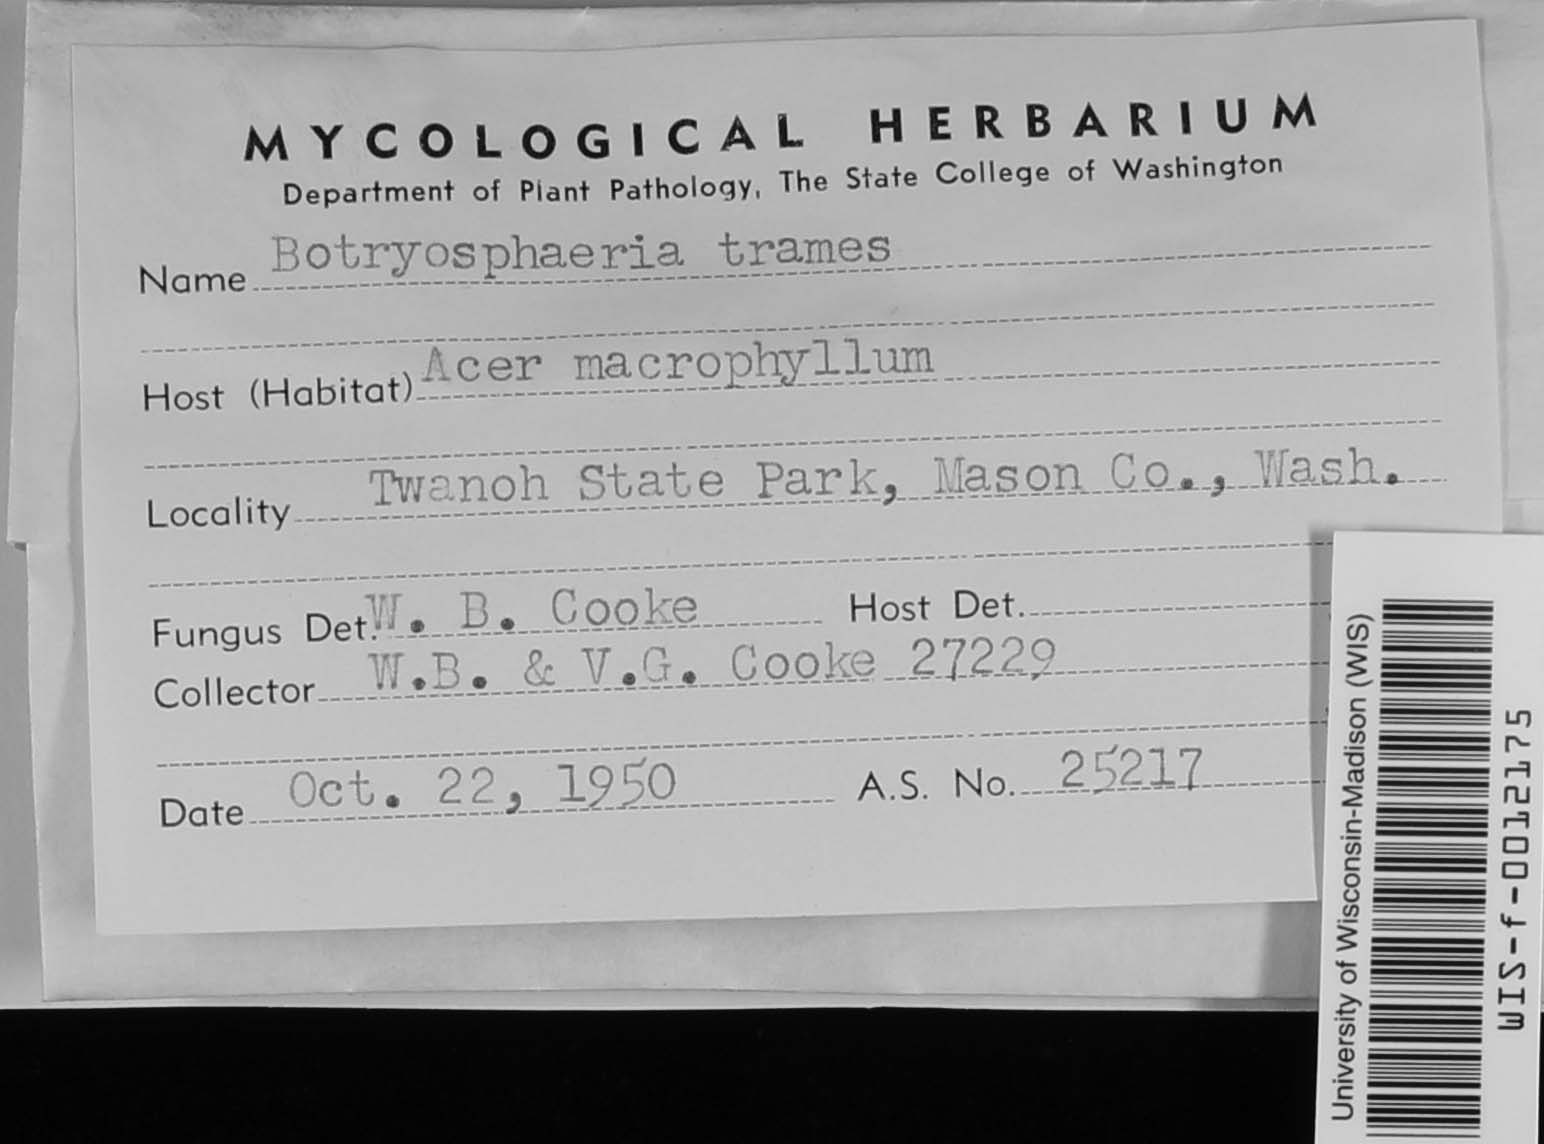 MYCOLOGICAL HERBARIUM
Department of Plant Pathology, The State College of Washington
Name Botryosphaeria trames
Host (Habitat) Acer macrophyllum
Locality Twanoh State Park, Mason Co., Wash.
Fungus Det. W. B. Cooke Host Det.
Collector W.B. & V.G. Cooke 27229
Date Oct. 22, 1950 A.S. No. 25217
University of Wisconsin-Madison (WIS)
WIS-f-0012175